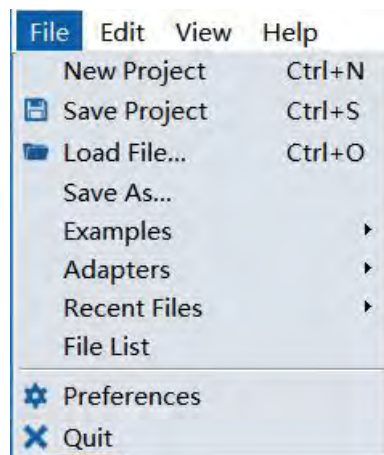 File Edit View Help
New Project Ctrl+N
Save Project Ctrl+S
Load File... Ctrl+O
Save As...
Examples
Adapters
Recent Files
File List
Preferences
Quit